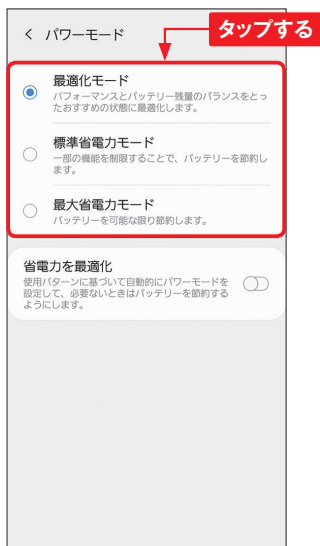 パワーモード
タップする
最適化モード
パフォーマンスとバッテリー残量のバランスをとっ
たおすすめの状態に最適化します。
標準省電力モード
一部の機能を制限することで、バッテリーを節約し
ます。
最大省電力モード
バッテリーを可能な限り節約します。
省電力を最適化
使用パターンに基づいて自動的にパワーモードを
設定して、必要ないときはバッテリーを節約する
ようにします。